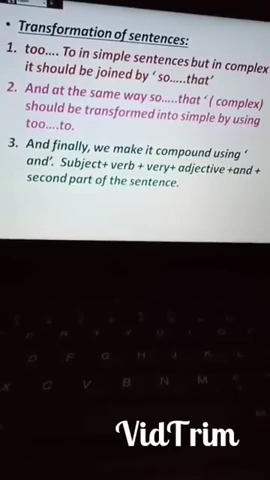 • Transformation of sentences:
1. too.... To in simple sentences but in complex
it should be joined by ‘ so.....that’
2. And at the same way so.....that ‘ ( complex)
should be transformed into simple by using
too....to.
3. And finally, we make it compound using ‘
and’. Subject+ verb + very+ adjective +and +
second part of the sentence.
C V B N M
VidTrim